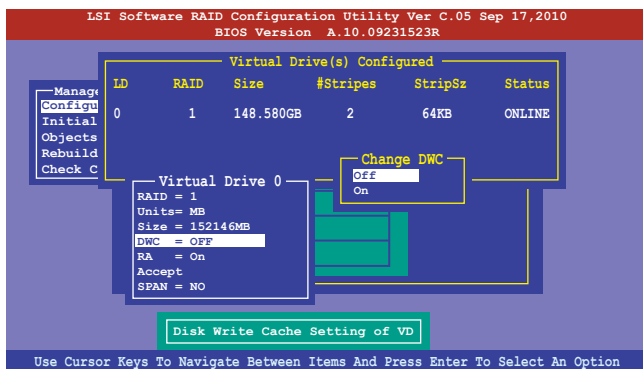 LSI Software RAID Configuration Utility Ver C.05 Sep 17,2010
BIOS Version A.10.09231523R
Virtual Drive(s) Configured
LD RAID Size #Stripes StripSz Status
0 1 148.580GB 2 64KB ONLINE
Manage
Configu
Initial
Objects
Rebuild
Check C
Change DWC
Off
On
Virtual Drive 0
RAID = 1
Units= MB
Size = 152146MB
DWC = OFF
RA = On
Accept
SPAN = NO
Disk Write Cache Setting of VD
Use Cursor Keys To Navigate Between Items And Press Enter To Select An Option